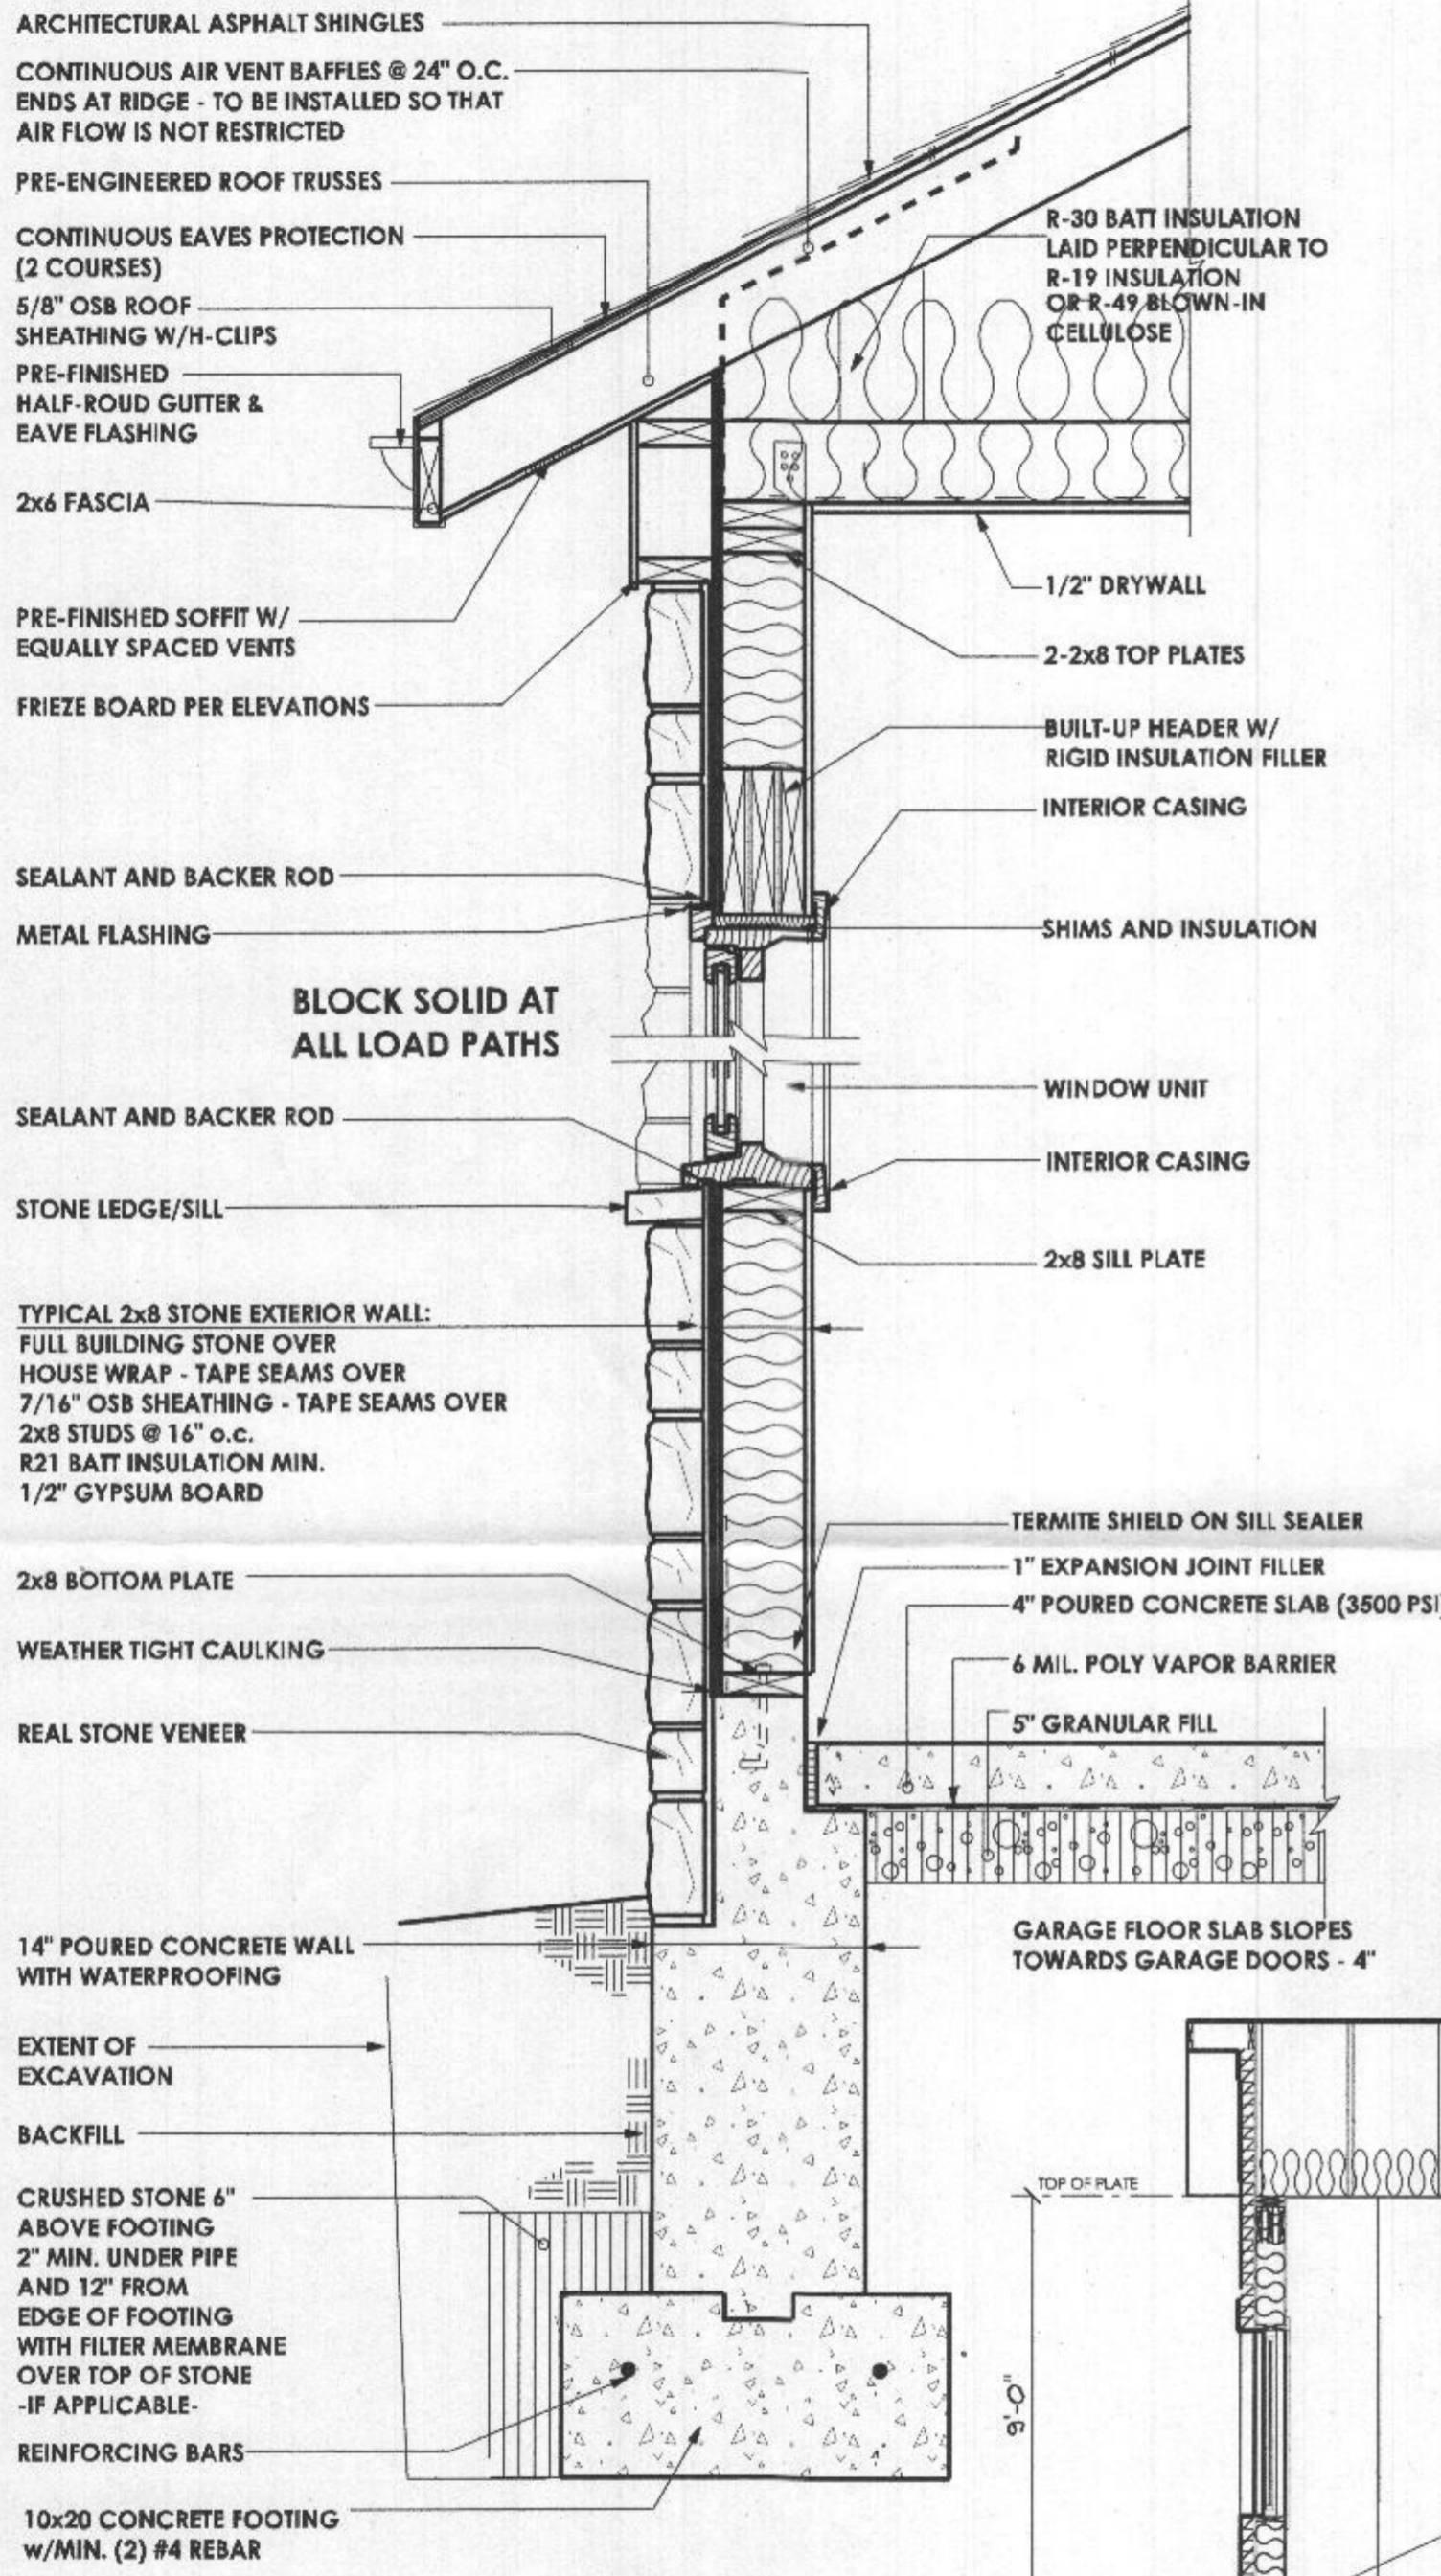 ARCHITECTURAL ASPHALT SHINGLES
CONTINUOUS AIR VENT BAFFLES @ 24" O.C.
ENDS AT RIDGE - TO BE INSTALLED SO THAT
AIR FLOW IS NOT RESTRICTED
PRE-ENGINEERED ROOF TRUSSES
CONTINUOUS EAVES PROTECTION
(2 COURSES)
5/8" OSB ROOF
SHEATHING W/H-CLIPS
PRE-FINISHED
HALF-ROUD GUTTER &
EAVE FLASHING
2x6 FASCIA
PRE-FINISHED SOFFIT W/
EQUALLY SPACED VENTS
FRIEZE BOARD PER ELEVATIONS
SEALANT AND BACKER ROD
METAL FLASHING
BLOCK SOLID AT
ALL LOAD PATHS
SEALANT AND BACKER ROD
STONE LEDGE/SILL
TYPICAL 2x8 STONE EXTERIOR WALL:
FULL BUILDING STONE OVER
HOUSE WRAP - TAPE SEAMS OVER
7/16" OSB SHEATHING - TAPE SEAMS OVER
2x8 STUDS @ 16" o.c.
R21 BATT INSULATION MIN.
1/2" GYPSUM BOARD
2x8 BOTTOM PLATE
WEATHER TIGHT CAULKING
REAL STONE VENEER
14" POURED CONCRETE WALL
WITH WATERPROOFING
EXTENT OF
EXCAVATION
BACKFILL
CRUSHED STONE 6"
ABOVE FOOTING
2" MIN. UNDER PIPE
AND 12" FROM
EDGE OF FOOTING
WITH FILTER MEMBRANE
OVER TOP OF STONE
-IF APPLICABLE-
REINFORCING BARS
10x20 CONCRETE FOOTING
w/MIN. (2) #4 REBAR
R-30 BATT INSULATION
LAID PERPENDICULAR TO
R-19 INSULATION
OR R-49 BLOWN-IN
CELLULOSE
1/2" DRYWALL
2-2x8 TOP PLATES
BUILT-UP HEADER W/
RIGID INSULATION FILLER
INTERIOR CASING
SHIMS AND INSULATION
WINDOW UNIT
INTERIOR CASING
2x8 SILL PLATE
TERMITE SHIELD ON SILL SEALER
1" EXPANSION JOINT FILLER
4" POURED CONCRETE SLAB (3500 PSI)
6 MIL. POLY VAPOR BARRIER
5" GRANULAR FILL
GARAGE FLOOR SLAB SLOPES
TOWARDS GARAGE DOORS - 4"
TOP OF PLATE
9'-0"